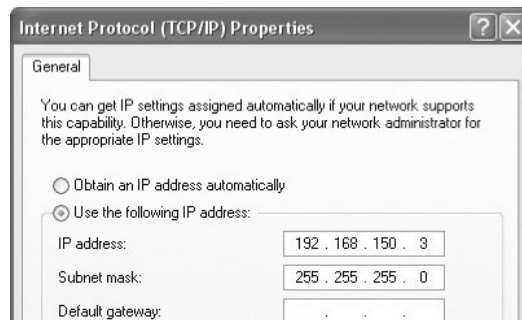 Internet Protocol (TCP/IP) Properties
General
You can get IP settings assigned automatically if your network supports
this capability. Otherwise, you need to ask your network administrator for
the appropriate IP settings.
Obtain an IP address automatically
Use the following IP address:
IP address: 192 . 168 . 150 . 3
Subnet mask: 255 . 255 . 255 . 0
Default gateway: . . .